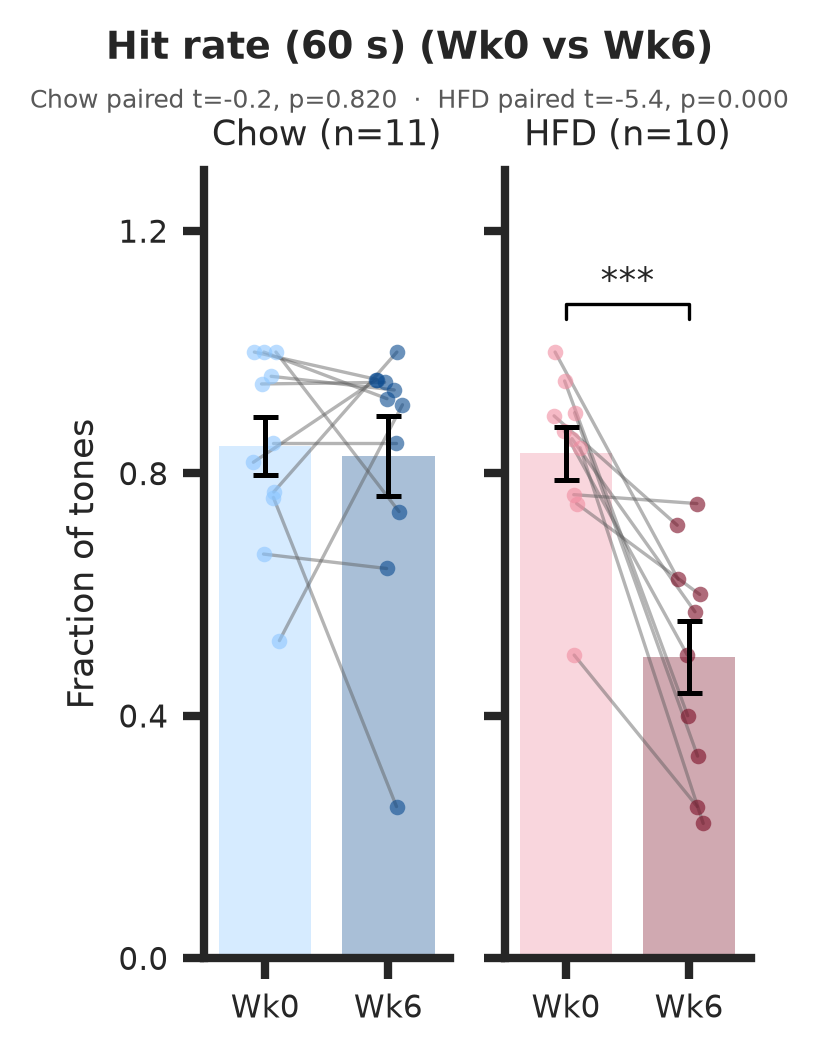 Hit rate (60 s) (Wk0 vs Wk6)
Chow paired t=-0.2, p=0.820 · HFD paired t=-5.4, p=0.000
Chow (n=11)
HFD (n=10)
1.2
***
0.8
0.4
0.0
Fraction of tones
Wk0 Wk6
Wk0 Wk6